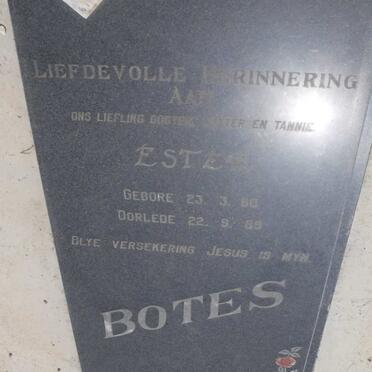 LIEFDEVOLLE HERINNERING
AAN
ONS LIEFLING DOGTER, SUSTER EN TANNIE.
ESTER
GEBORE 23. 3. 60
OORLEDE 22. 9. 89
BLYE VERSEKERING JESUS IS MYN.
BOTES